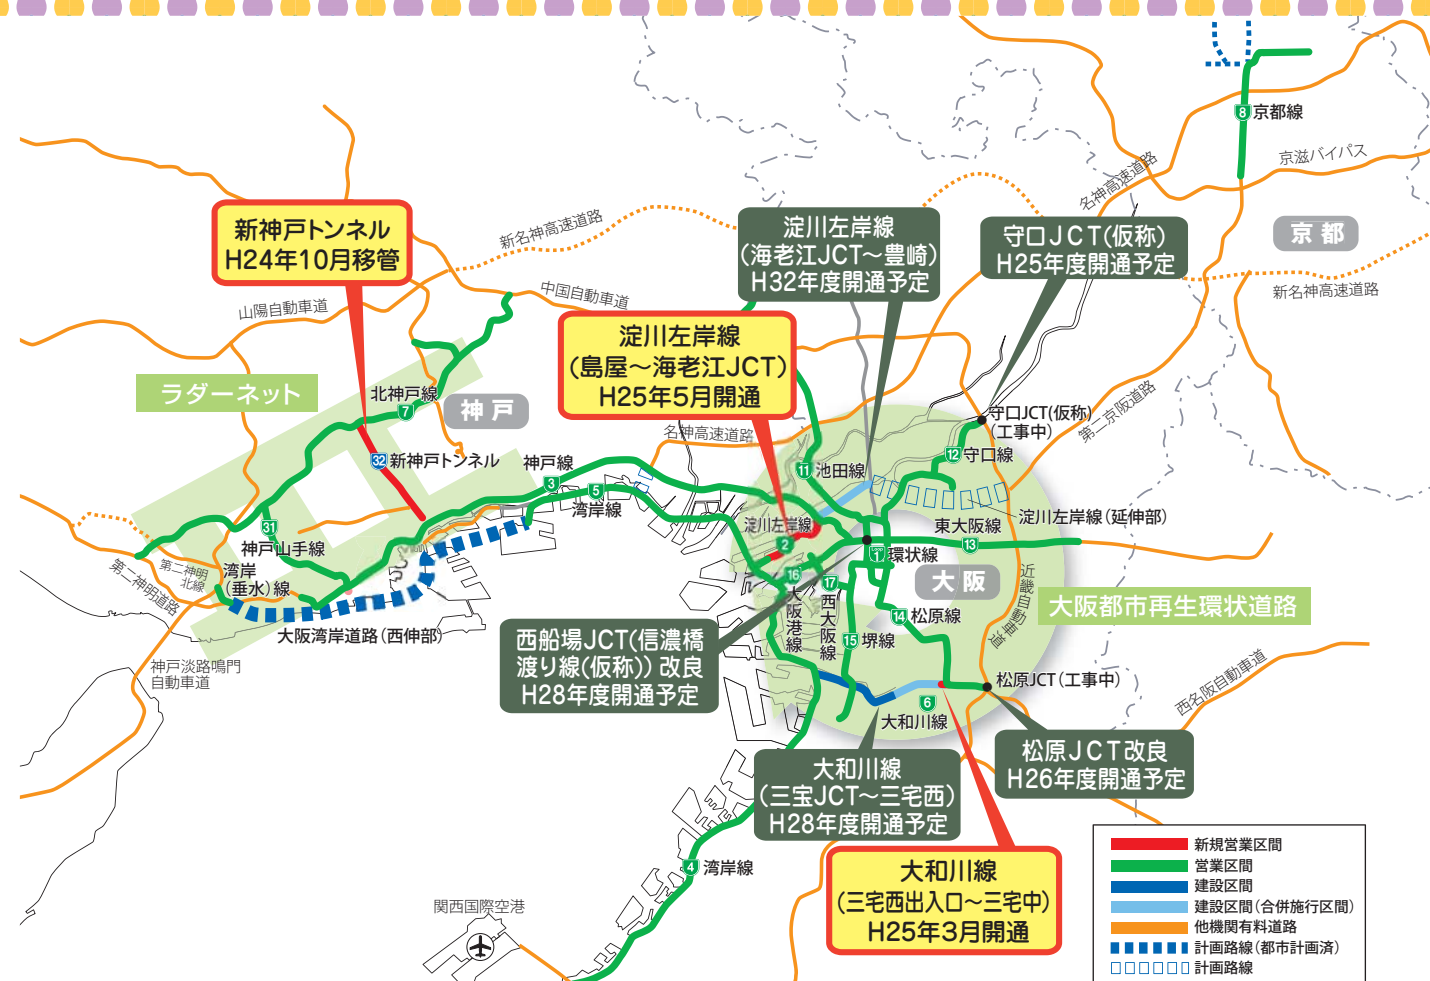 8 京都線
京滋バイパス
名神高速道路
京都
新名神高速道路
新神戸トンネル
H24年10月移管
新名神高速道路
淀川左岸線
(海老江JCT～豊崎)
H32年度開通予定
守口JCT(仮称)
H25年度開通予定
中国自動車道
山陽自動車道
淀川左岸線
(島屋～海老江JCT)
H25年5月開通
ラダーネット
北神戸線
7
神戸
名神高速道路
守口JCT(仮称)
(工事中)
第二京阪道路
32 新神戸トンネル
神戸線
3
5
湾岸線
11 池田線
12 守口線
淀川左岸線(延伸部)
淀川左岸線
2
東大阪線
13
31
神戸山手線
1 環状線
大阪
近畿自動車道
大阪都市再生環状道路
第二神明道路
第二神明
北線
湾岸
(垂水)線
16
大阪港線
17
西大阪線
14 松原線
15 堺線
大阪湾岸道路(西伸部)
西船場JCT(信濃橋
渡り線(仮称)) 改良
H28年度開通予定
神戸淡路鳴門
自動車道
松原JCT(工事中)
西名阪自動車道
6
大和川線
松原JCT改良
H26年度開通予定
大和川線
(三宝JCT～三宅西)
H28年度開通予定
大和川線
(三宅西出入口～三宅中)
H25年3月開通
4 湾岸線
関西国際空港
新規営業区間
営業区間
建設区間
建設区間(合併施行区間)
他機関有料道路
計画路線(都市計画済)
計画路線